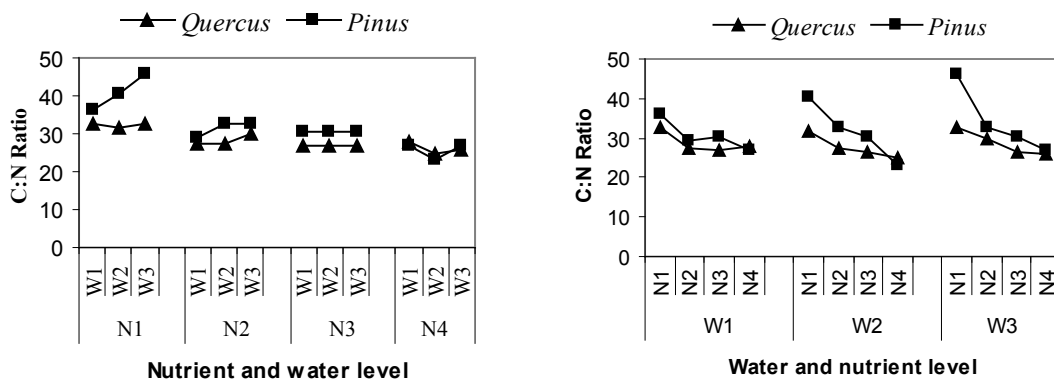 Quercus Pinus
50
40
30
20
10
0
C:N Ratio
W1 W2 W3 W1 W2 W3 W1 W2 W3 W1 W2 W3
N1 N2 N3 N4
Nutrient and water level
Quercus Pinus
50
40
30
20
10
0
C:N Ratio
N1 N2 N3 N4 N1 N2 N3 N4 N1 N2 N3 N4
W1 W2 W3
Water and nutrient level